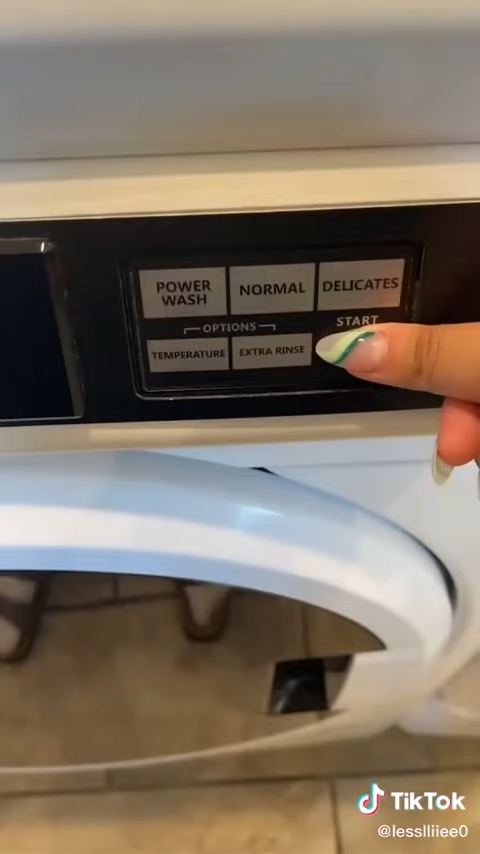 POWER
WASH
NORMAL
DELICATES
OPTIONS
START
TEMPERATURE
EXTRA RINSE
TikTok
@lesslliiee0